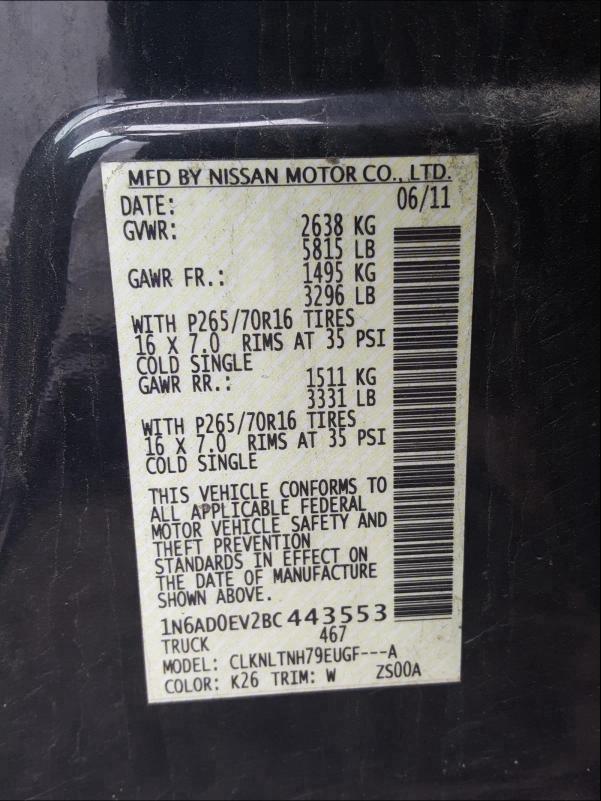 MFD BY NISSAN MOTOR CO., LTD.
DATE: 06/11
GVWR: 2638 KG
5815 LB
GAWR FR.: 1495 KG
3296 LB
WITH P265/70R16 TIRES
16 X 7.0 RIMS AT 35 PSI
COLD SINGLE
GAWR RR.: 1511 KG
3331 LB
WITH P265/70R16 TIRES
16 X 7.0 RIMS AT 35 PSI
COLD SINGLE
THIS VEHICLE CONFORMS TO
ALL APPLICABLE FEDERAL
MOTOR VEHICLE SAFETY AND
THEFT PREVENTION
STANDARDS IN EFFECT ON
THE DATE OF MANUFACTURE
SHOWN ABOVE.
1N6AD0EV2BC443553
TRUCK 467
MODEL: CLKNLTNH79EUGF---A
COLOR: K26 TRIM: W ZS00A